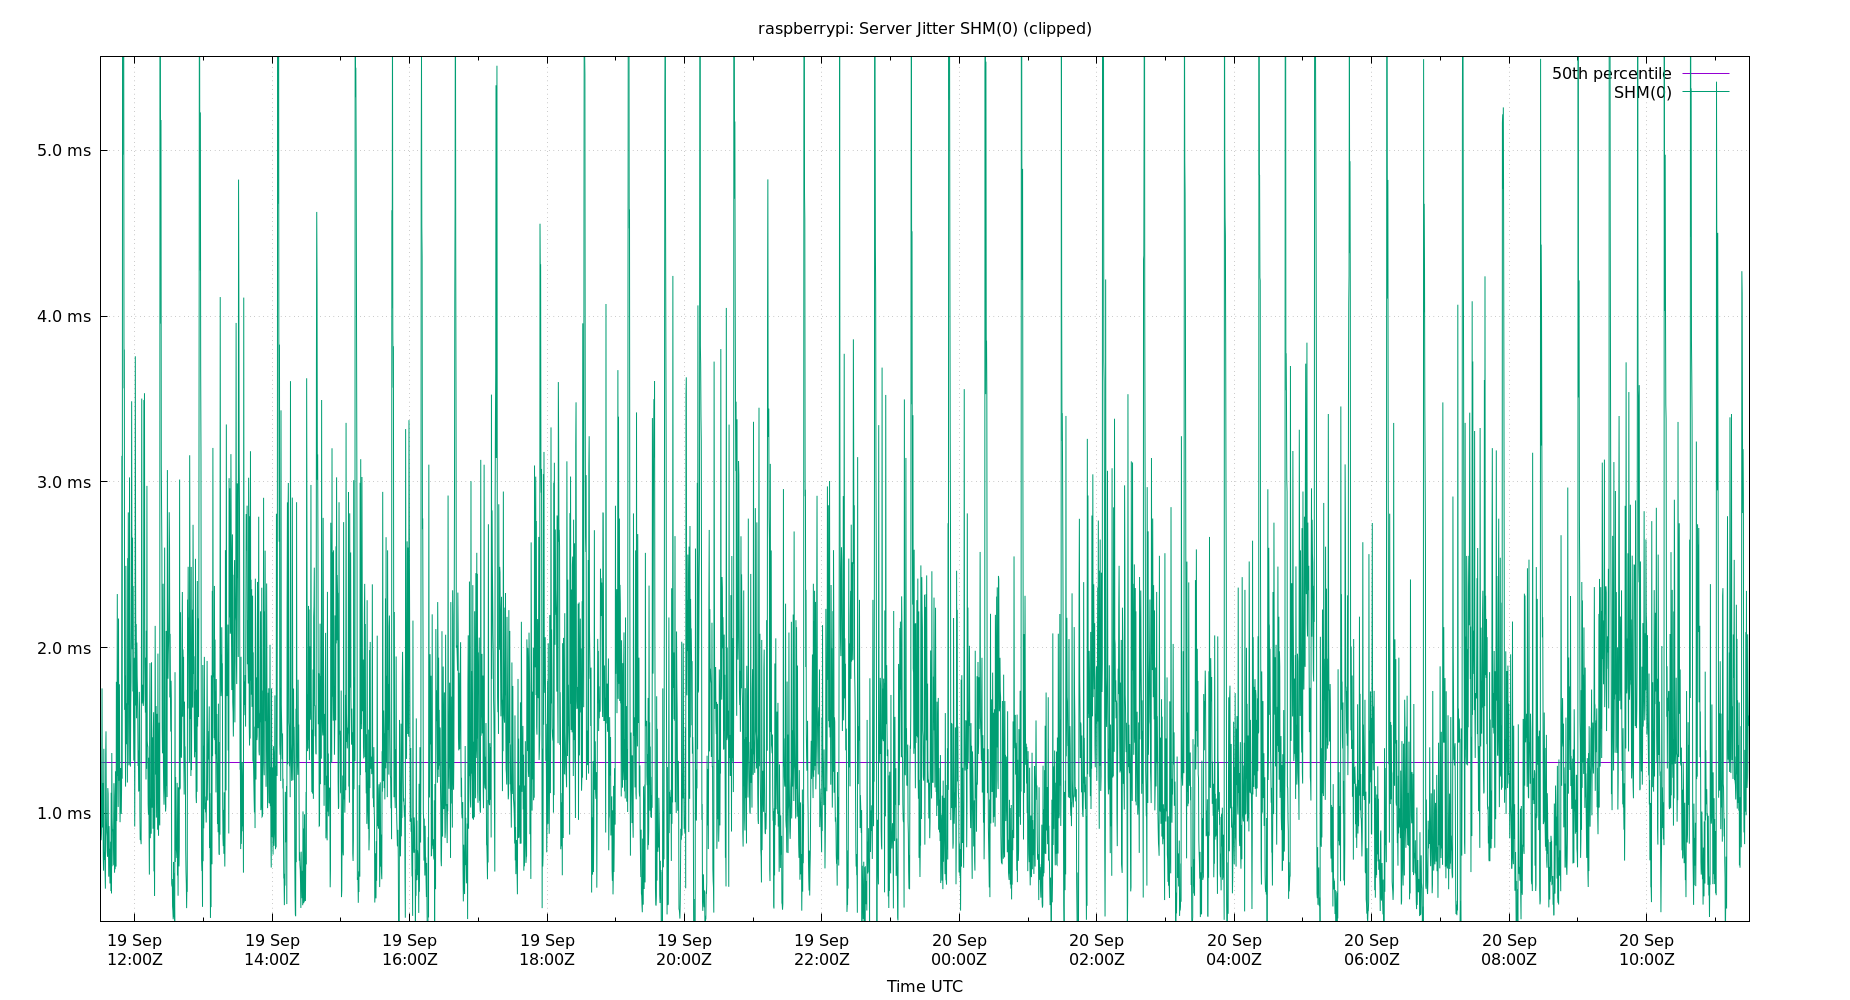 raspberrypi: Server Jitter SHM(0) (clipped)
50th percentile
SHM(0)
5.0 ms
4.0 ms
3.0 ms
2.0 ms
1.0 ms
19 Sep 19 Sep 19 Sep 19 Sep 19 Sep 19 Sep 20 Sep 20 Sep 20 Sep 20 Sep 20 Sep 20 Sep
12:00Z 14:00Z 16:00Z 18:00Z 20:00Z 22:00Z 00:00Z 02:00Z 04:00Z 06:00Z 08:00Z 10:00Z
Time UTC